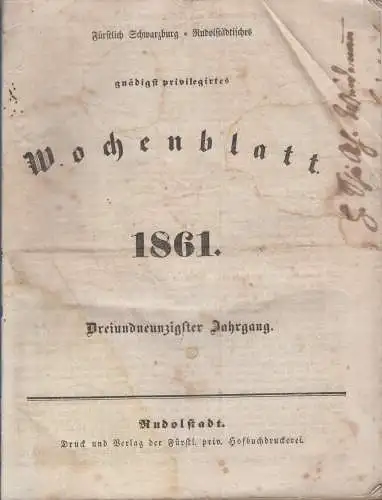 Fürstlich Schwarzburg - Rudolstädtisches
gnädigst privilegirtes
Wochenblatt.
1861.
Dreiundneunzigster Jahrgang.
Rudolstadt.
Druck und Verlag der Fürstl. priv. Hofbuchdruckerei.